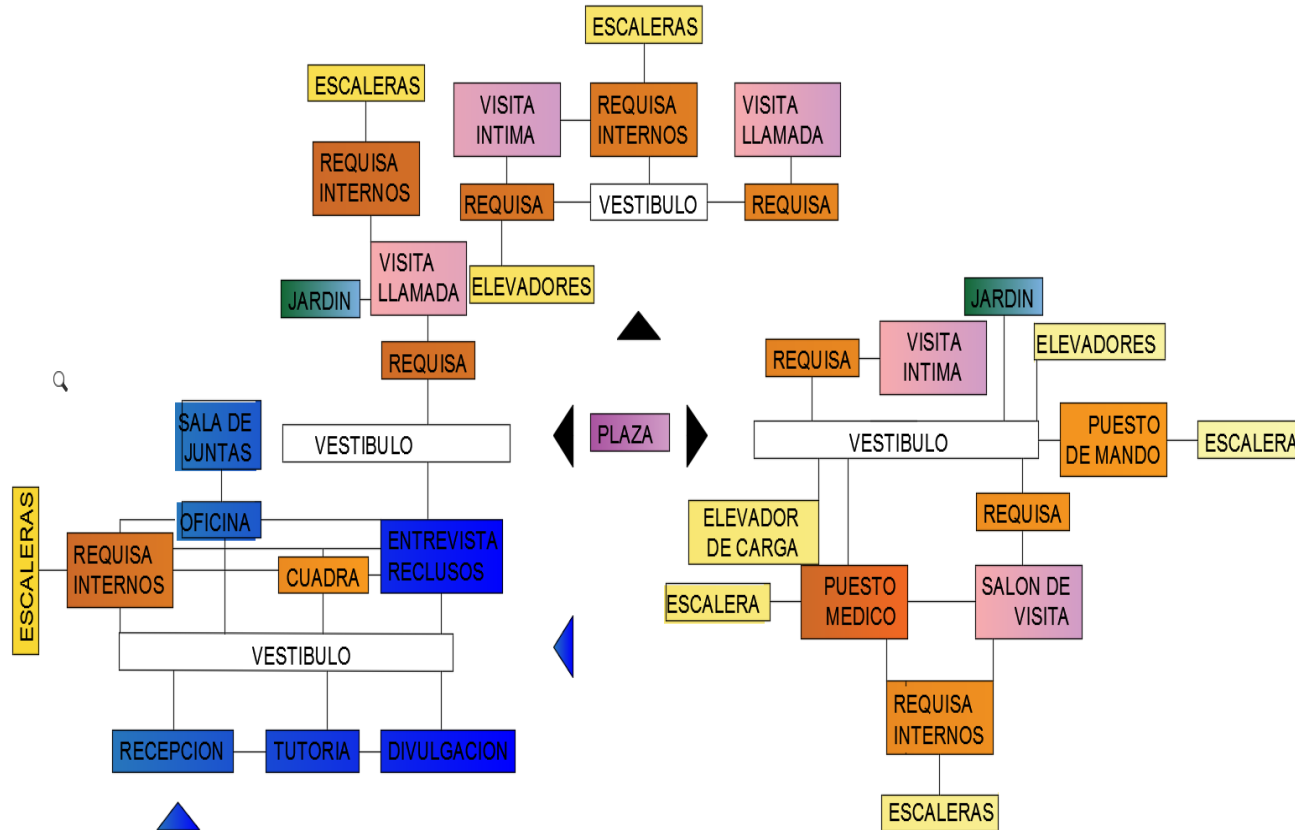 ESCALERAS
ESCALERAS
VISITA
INTIMA
REQUISA
INTERNOS
VISITA
LLAMADA
REQUISA
INTERNOS
REQUISA
VESTIBULO
REQUISA
VISITA
LLAMADA
JARDIN
ELEVADORES
REQUISA
VESTIBULO
PLAZA
JARDIN
REQUISA
VISITA
INTIMA
ELEVADORES
VESTIBULO
PUESTO
DE MANDO
ESCALERA
SALA DE
JUNTAS
OFICINA
ESCALERAS
REQUISA
INTERNOS
CUADRA
ENTREVISTA
RECLUSOS
VESTIBULO
RECEPCION
TUTORIA
DIVULGACION
ELEVADOR
DE CARGA
REQUISA
ESCALERA
PUESTO
MEDICO
SALON DE
VISITA
REQUISA
INTERNOS
ESCALERAS